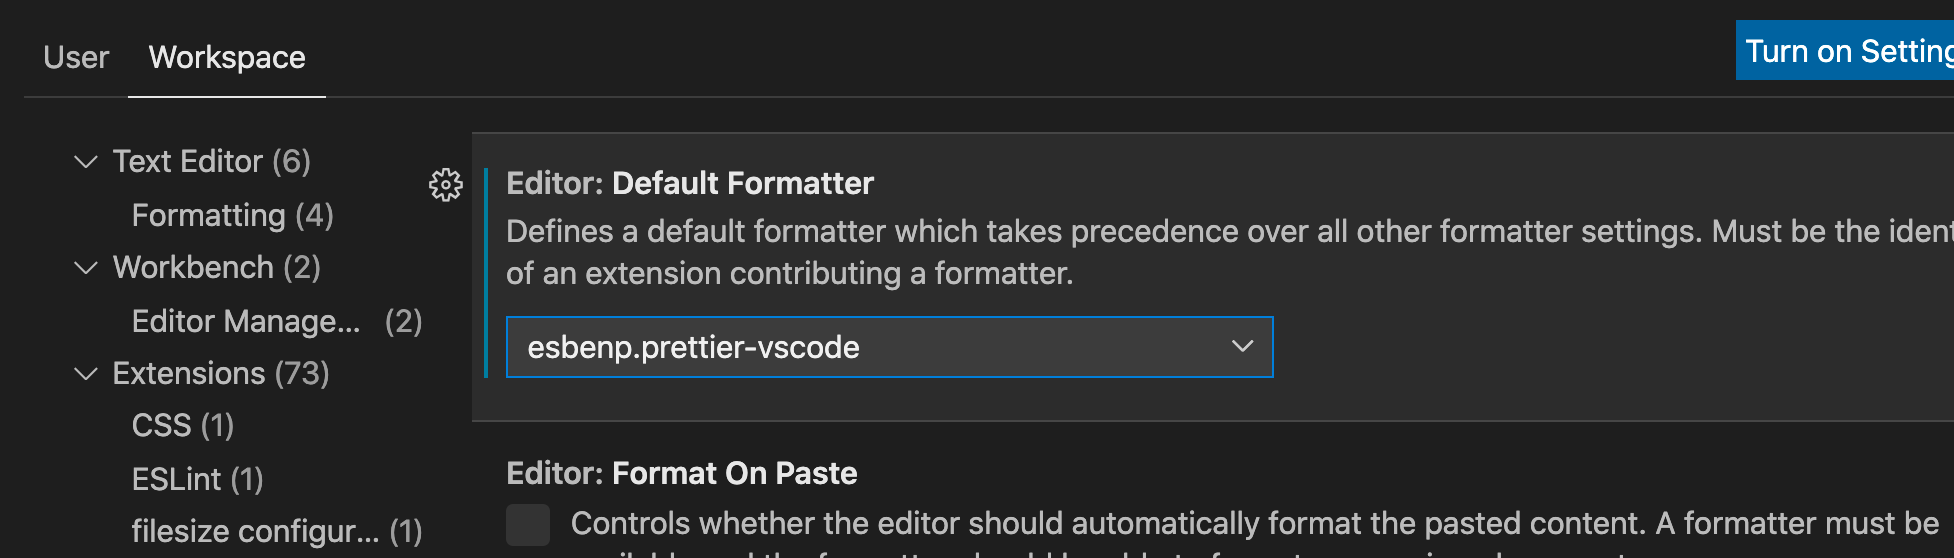 User Workspace
Turn on Setting
Text Editor (6)
Formatting (4)
Workbench (2)
Editor Manage... (2)
Extensions (73)
CSS (1)
ESLint (1)
filesize configur... (1)
Editor: Default Formatter
Defines a default formatter which takes precedence over all other formatter settings. Must be the ident
of an extension contributing a formatter.
esbenp.prettier-vscode
Editor: Format On Paste
Controls whether the editor should automatically format the pasted content. A formatter must be